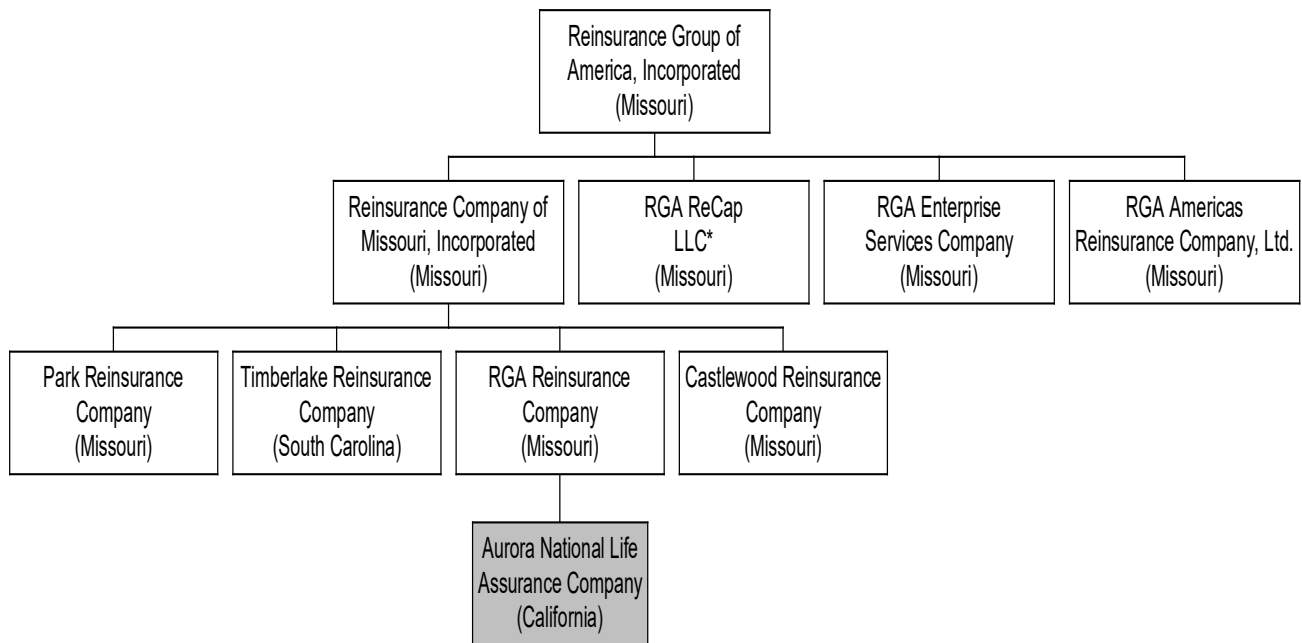 Reinsurance Group of
America, Incorporated
(Missouri)
Reinsurance Company of
Missouri, Incorporated
(Missouri)
RGA ReCap
LLC*
(Missouri)
RGA Enterprise
Services Company
(Missouri)
RGA Americas
Reinsurance Company, Ltd.
(Missouri)
Park Reinsurance
Company
(Missouri)
Timberlake Reinsurance
Company
(South Carolina)
RGA Reinsurance
Company
(Missouri)
Castlewood Reinsurance
Company
(Missouri)
Aurora National Life
Assurance Company
(California)